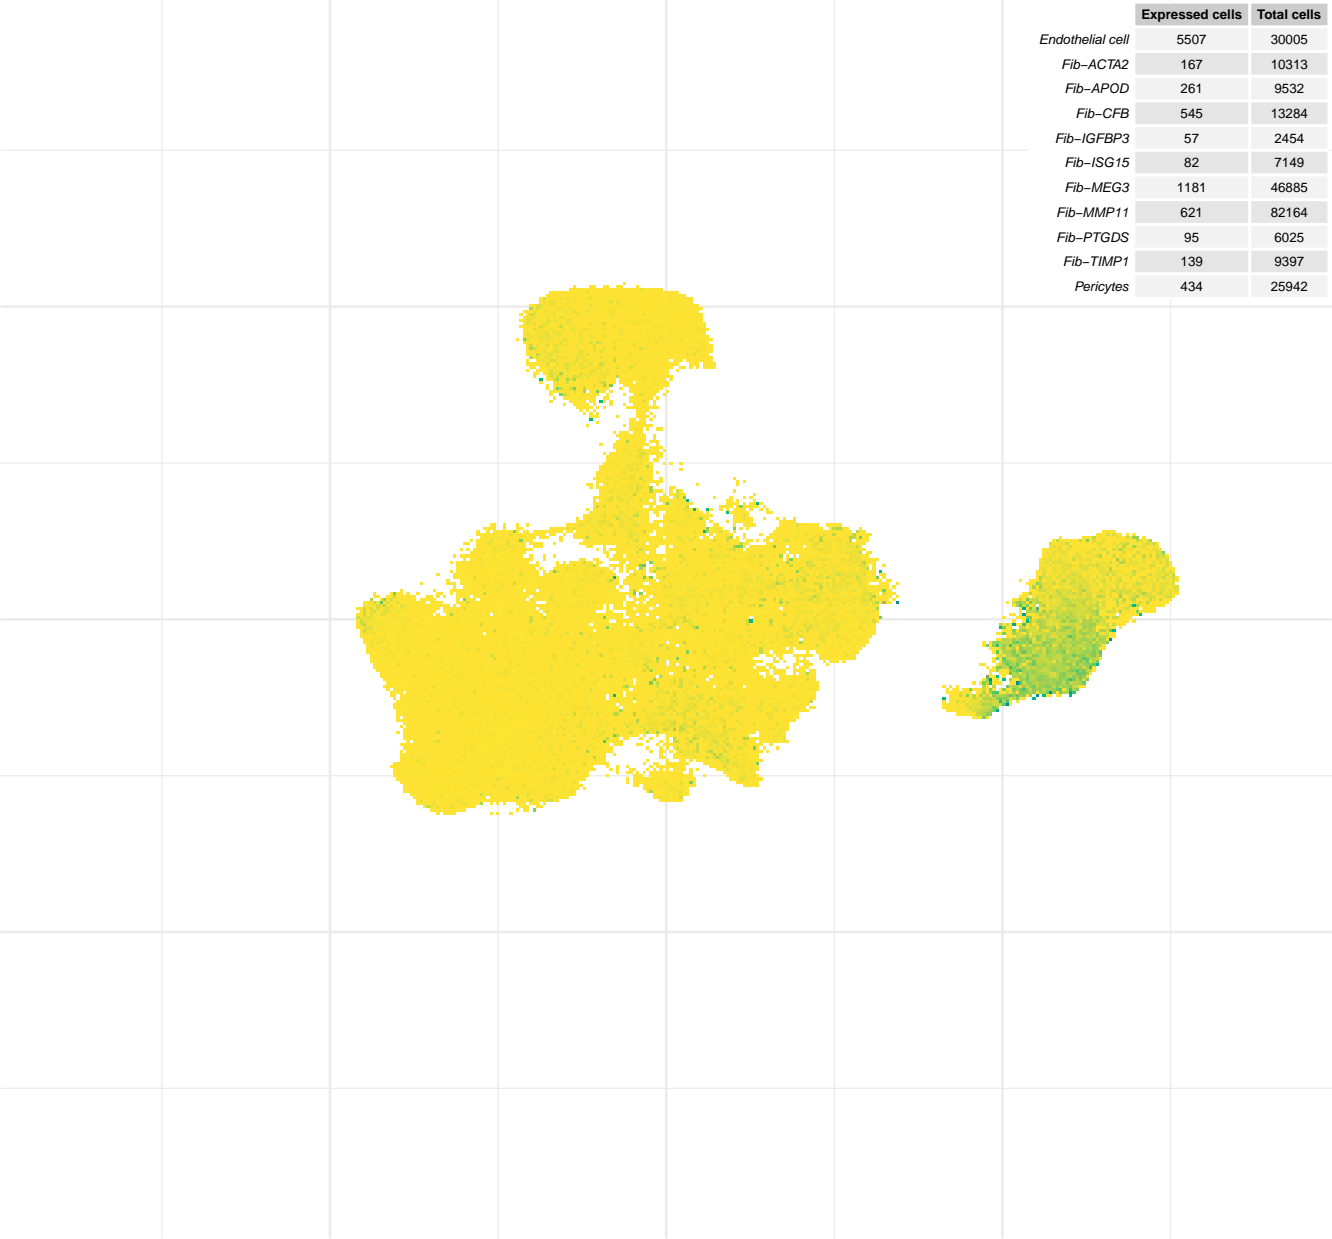 Expressed cells Total cells
Endothelial cell 5507 30005
Fib−ACTA2 167 10313
Fib−APOD 261 9532
Fib−CFB 545 13284
Fib−IGFBP3 57 2454
Fib−ISG15 82 7149
Fib−MEG3 1181 46885
Fib−MMP11 621 82164
Fib−PTGDS 95 6025
Fib−TIMP1 139 9397
Pericytes 434 25942